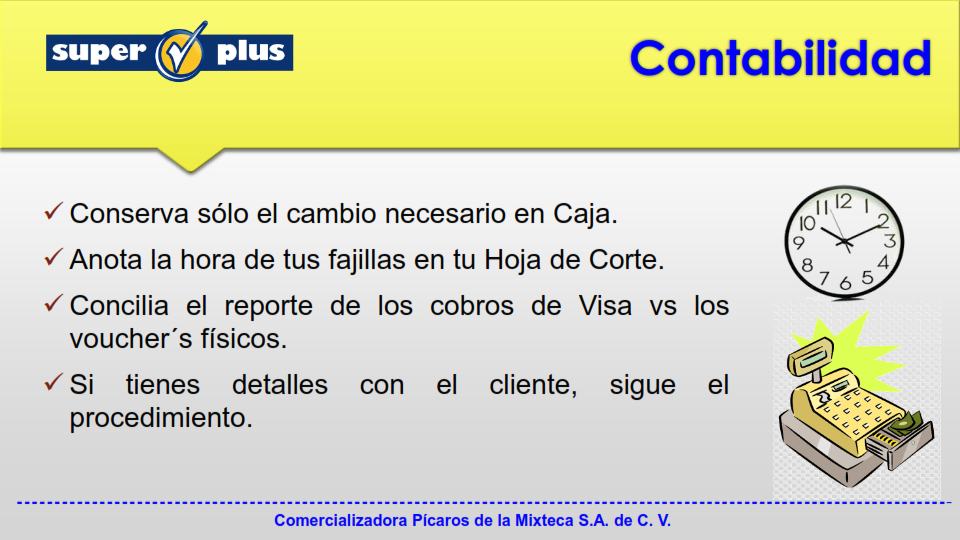 super plus
Contabilidad
Conserva sólo el cambio necesario en Caja.
Anota la hora de tus fajillas en tu Hoja de Corte.
Concilia el reporte de los cobros de Visa vs los
voucher´s físicos.
Si tienes detalles con el cliente, sigue el
procedimiento.
12
11
1
10
2
9
3
8
4
7
5
6
Comercializadora Pícaros de la Mixteca S.A. de C. V.